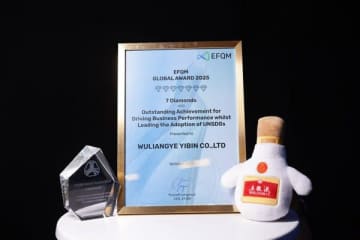 EFQM
EFQM
GLOBAL AWARD 2025
7 Diamonds
Outstanding Achievement for
Driving Business Performance whilst
Leading the Adoption of UNSDGs
Presented to
WULIANGYE YIBIN CO.,LTD
五粮液